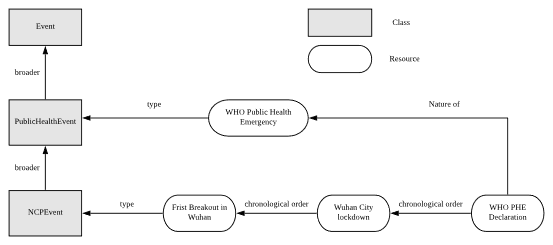 Event
Class
Resource
broader
PublicHealthEvent
type
WHO Public Health
Emergency
Nature of
broader
NCPEvent
type
Frist Breakout in
Wuhan
chronological order
Wuhan City
lockdown
chronological order
WHO PHE
Declaration